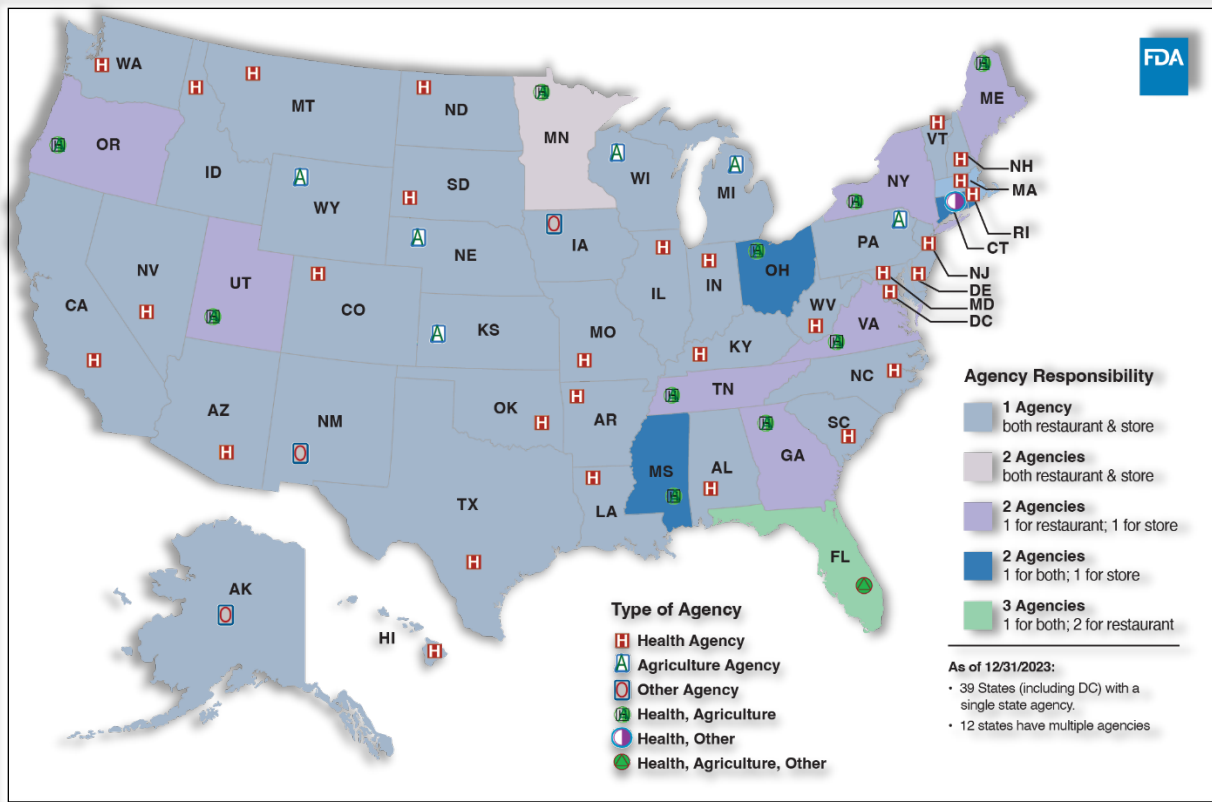 FDA
WA
MT
ND
MN
ME
VT
OR
ID
WY
SD
WI
MI
NY
NH
MA
RI
CT
NE
IA
PA
NJ
DE
MD
DC
NV
UT
CO
KS
MO
IL
IN
OH
WV
VA
KY
CA
AZ
NM
OK
AR
TN
NC
SC
TX
LA
MS
AL
GA
FL
AK
HI
Agency Responsibility
1 Agency
both restaurant & store
2 Agencies
both restaurant & store
2 Agencies
1 for restaurant; 1 for store
2 Agencies
1 for both; 1 for store
3 Agencies
1 for both; 2 for restaurant
Type of Agency
H Health Agency
A Agriculture Agency
O Other Agency
H Health, Agriculture
Health, Other
Health, Agriculture, Other
As of 12/31/2023:
• 39 States (including DC) with a
single state agency.
• 12 states have multiple agencies